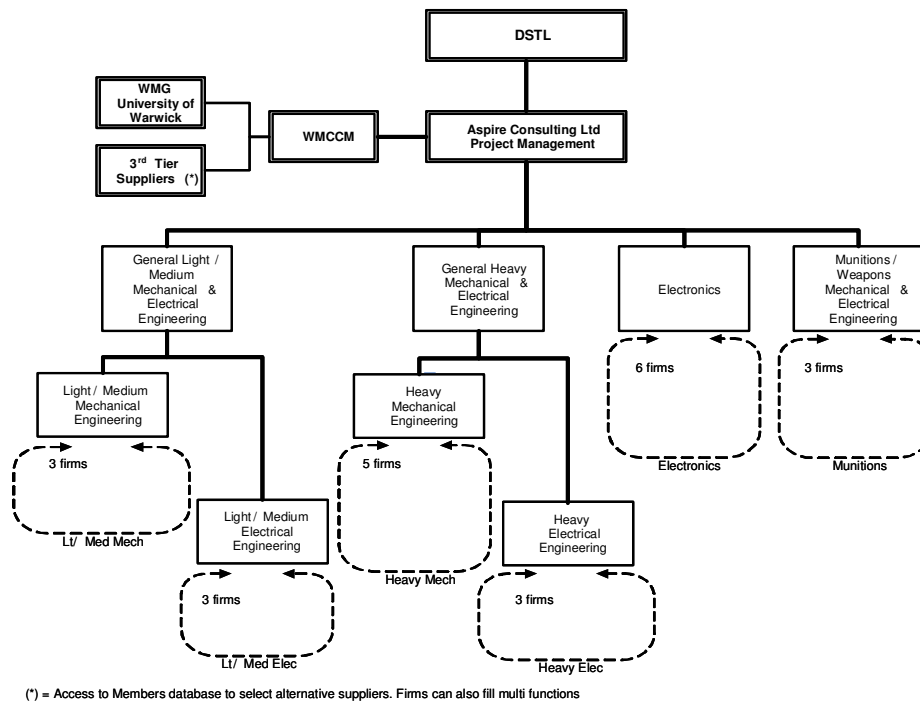 DSTL
WMG
University of
Warwick
WMCCM
Aspire Consulting Ltd
Project Management
3rd Tier
Suppliers (*)
General Light /
Medium
Mechanical &
Electrical
Engineering
General Heavy
Mechanical &
Electrical
Engineering
Electronics
Munitions /
Weapons
Mechanical &
Electrical
Engineering
6 firms
3 firms
Light / Medium
Mechanical
Engineering
Heavy
Mechanical
Engineering
3 firms
5 firms
Electronics
Munitions
Light / Medium
Electrical
Engineering
Heavy
Electrical
Engineering
Lt/ Med Mech
Heavy Mech
3 firms
3 firms
Lt/ Med Elec
Heavy Elec
(*) = Access to Members database to select alternative suppliers. Firms can also fill multi functions